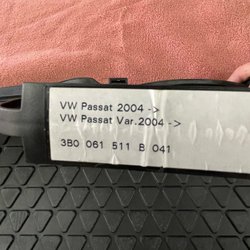 VW Passat 2004 ->
VW Passat Var.2004 ->
3B0 061 511 B 041